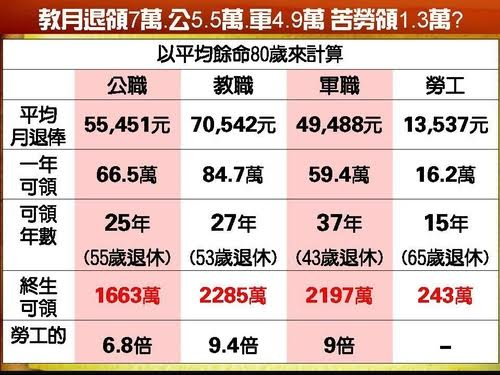 教月退領7萬.公5.5萬.軍4.9萬 苦勞領1.3萬?
以平均餘命80歲來計算
公職 教職 軍職 勞工
平均
月退俸 55,451元 70,542元 49,488元 13,537元
一年
可領 66.5萬 84.7萬 59.4萬 16.2萬
可領
年數 25年 27年 37年 15年
(55歲退休) (53歲退休) (43歲退休) (65歲退休)
終生
可領 1663萬 2285萬 2197萬 243萬
勞工的 6.8倍 9.4倍 9倍 –